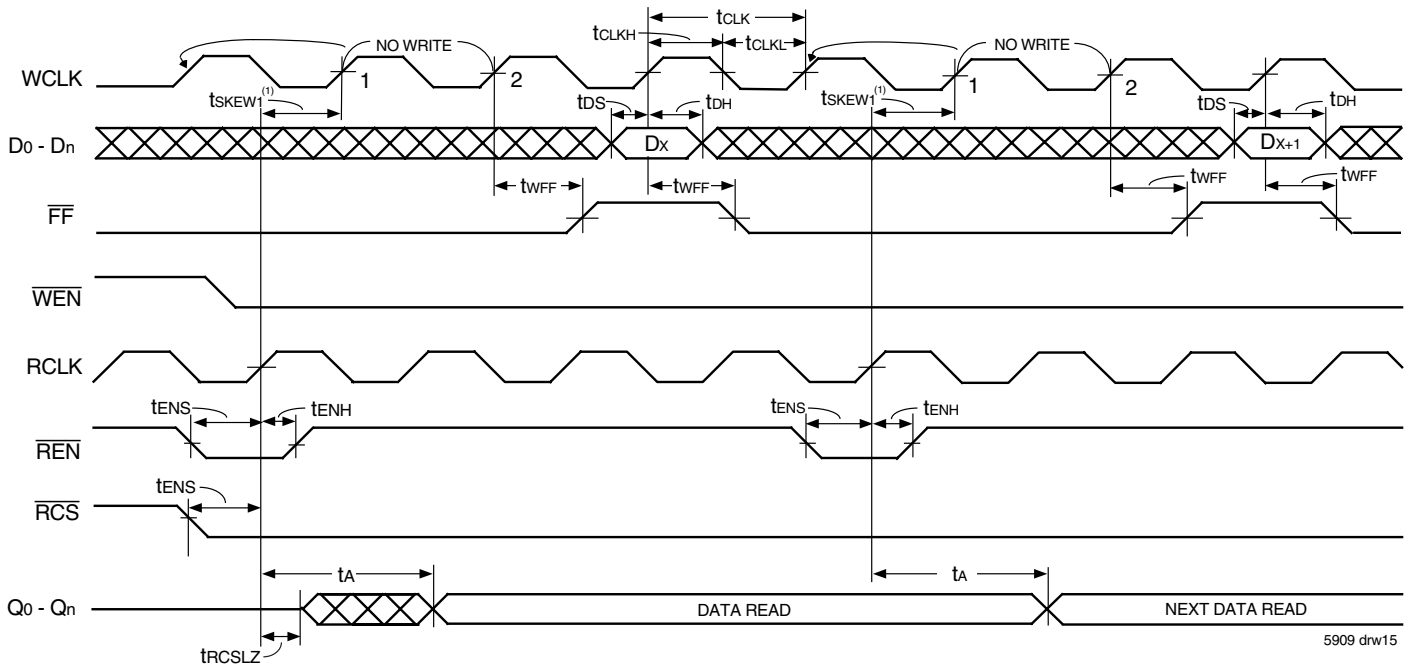 tCLK
tCLKH tCLKL
NO WRITE NO WRITE
WCLK 1 2 1 2
tSKEW1(1) tDS tDH tSKEW1(1) tDS tDH
D0 - Dn DX DX+1
tWFF tWFF tWFF tWFF
FF
WEN
RCLK
tENS tENH tENS tENH
REN
tENS
RCS
tA tA
Q0 - Qn DATA READ NEXT DATA READ
5909 drw15
tRCSLZ